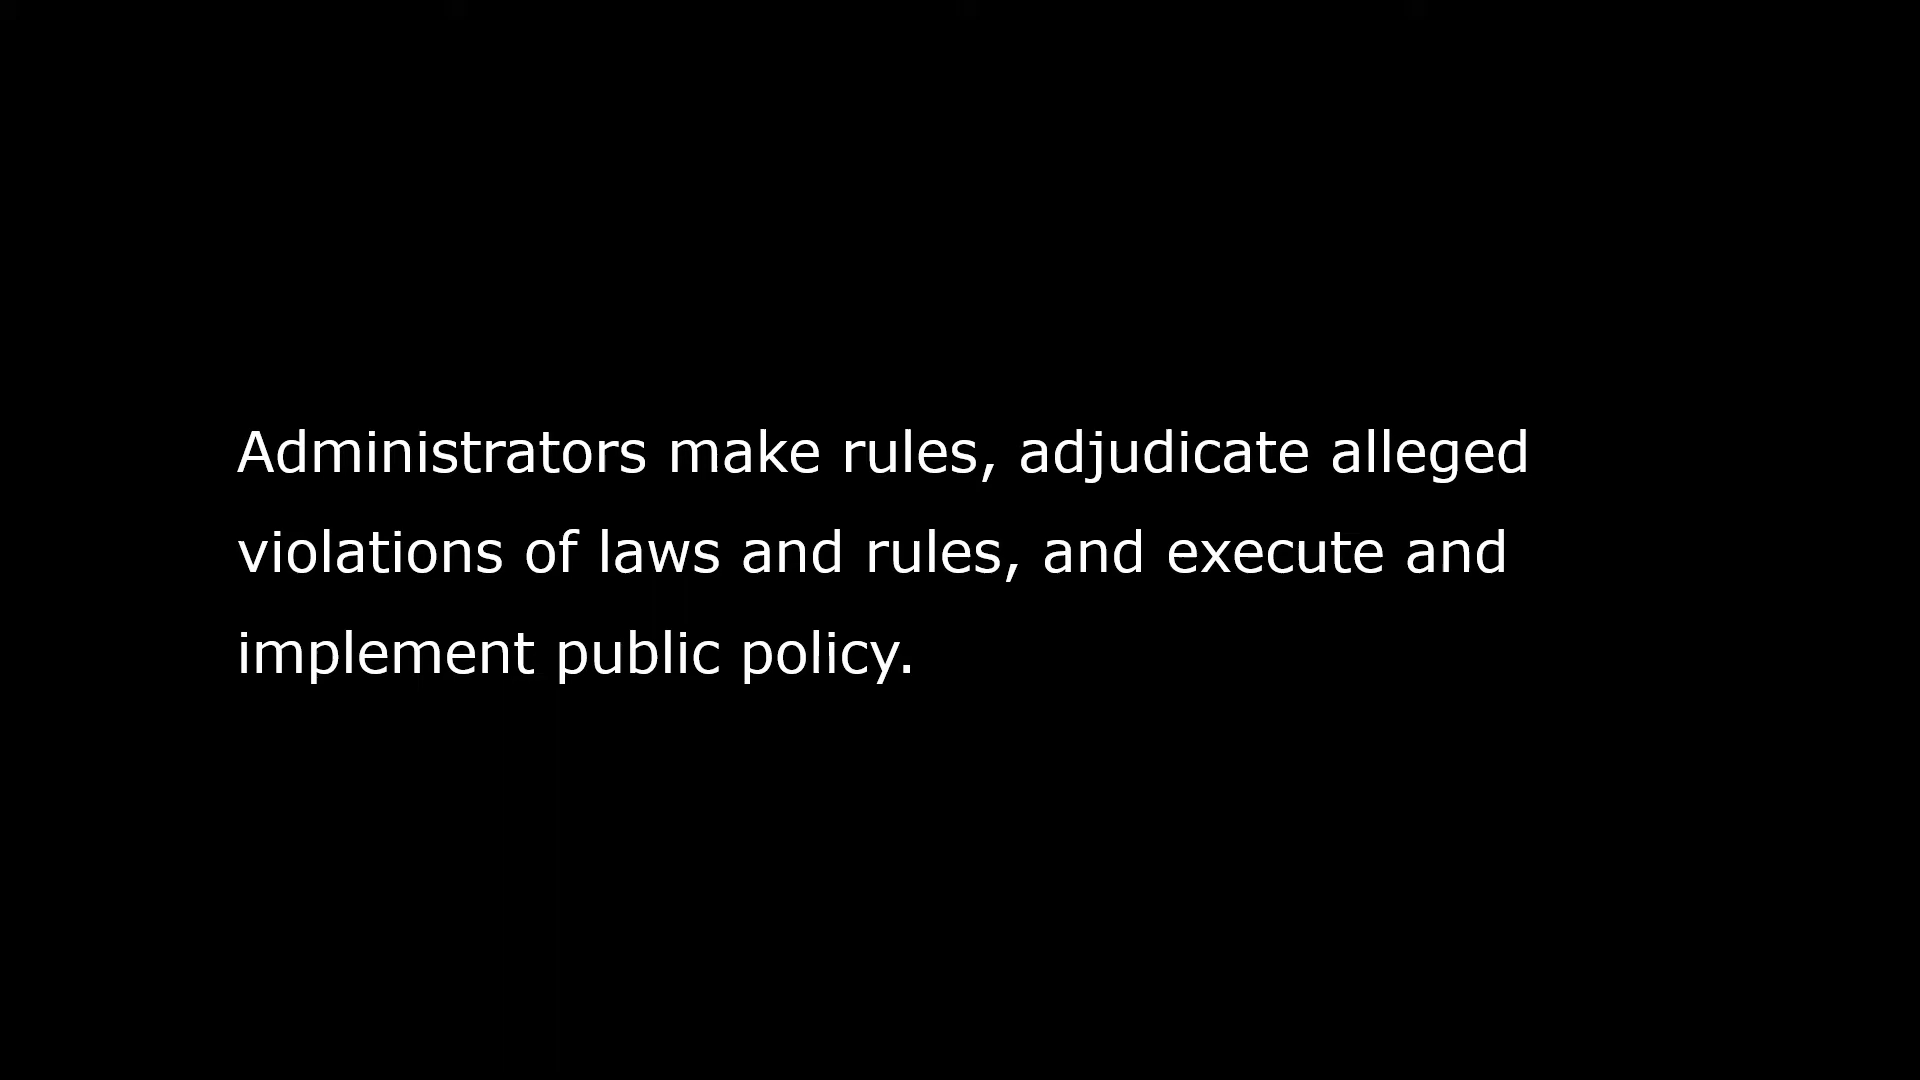 Administrators make rules, adjudicate alleged
violations of laws and rules, and execute and
implement public policy.